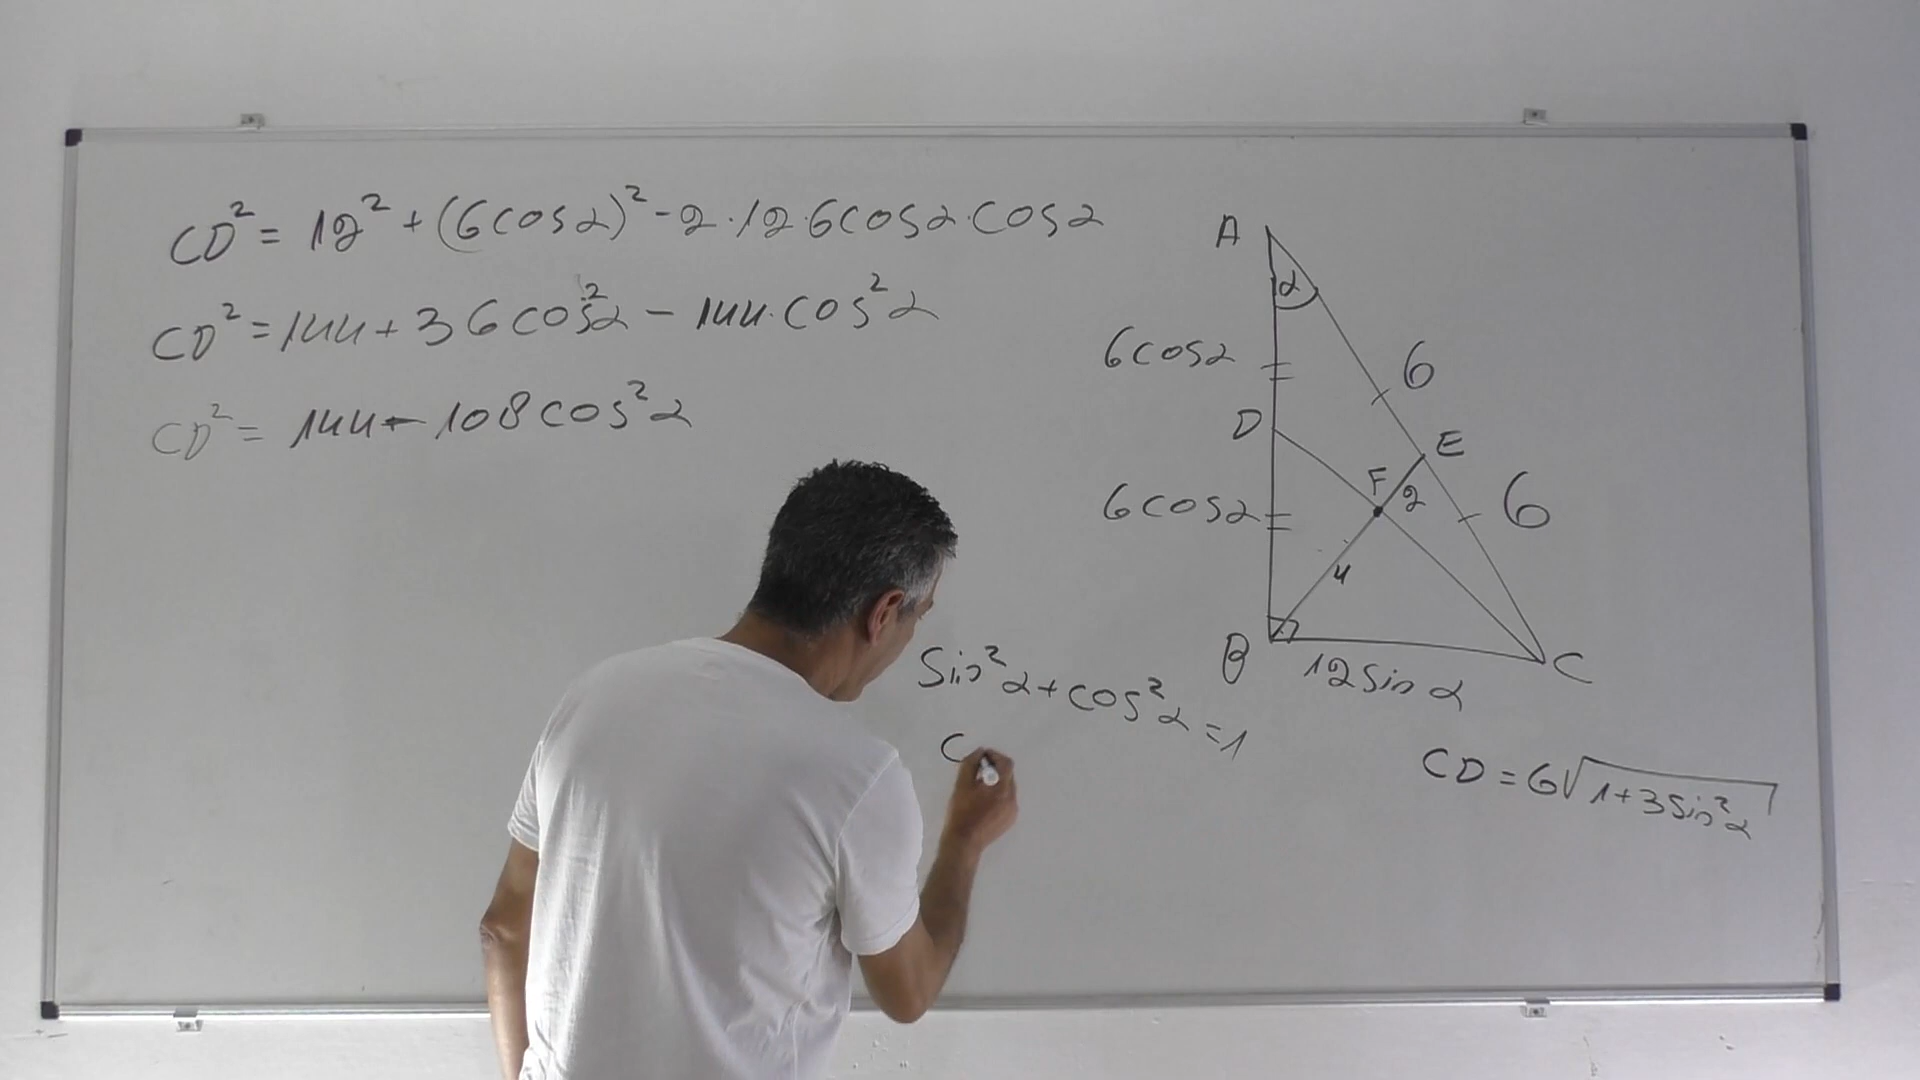 CD² = 12² + (6cosα)² - 2·12·6cosα·cosα
CD² = 144 + 36cos²α - 144·cos²α
CD² = 144 - 108cos²α
A
α
6cosα
6
D
E
F
2
6cosα
6
4
B
C
12sinα
Sin²α + cos²α = 1
C
CD = 6√1+3Sin²α